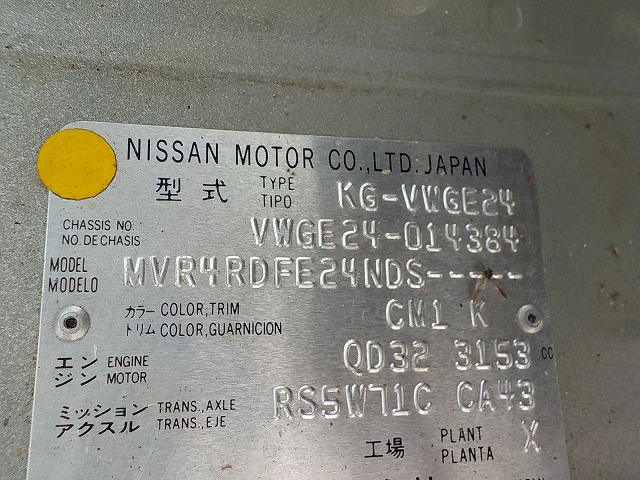 NISSAN MOTOR CO.,LTD. JAPAN
型式 TYPE TIPO KG-VWGE24
CHASSIS NO. NO. DE CHASIS VWGE24-014384
MODEL MODELO MVR4RDFE24NDS-----
カラー COLOR,TRIM
トリム COLOR,GUARNICION CM1 K
エンジン ENGINE MOTOR QD32 3153 CC
ミッション TRANS.,AXLE
アクスル TRANS.,EJE RS5W71C CA43
工場 PLANT PLANTA X